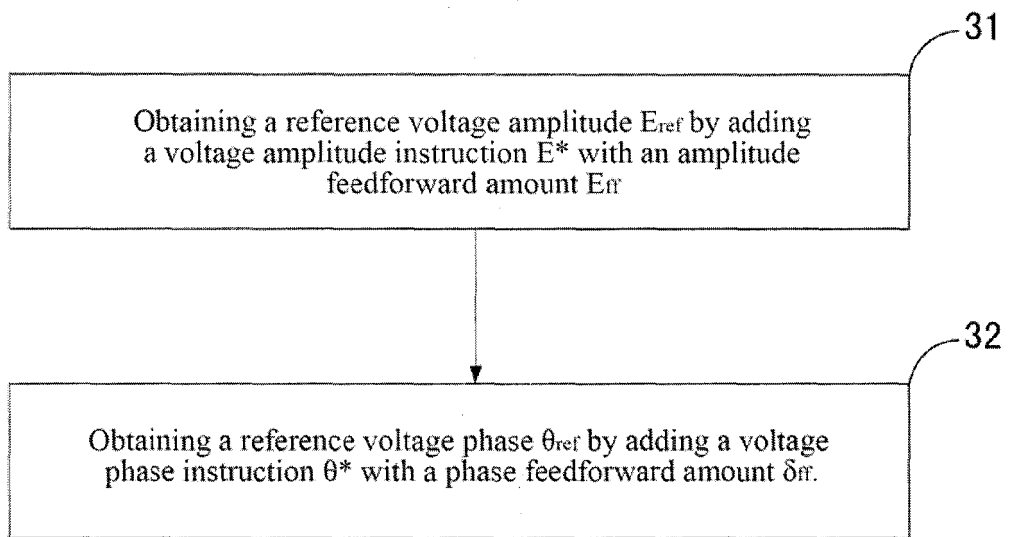 31
Obtaining a reference voltage amplitude Eref by adding
a voltage amplitude instruction E* with an amplitude
feedforward amount Eff
32
Obtaining a reference voltage phase θref by adding a voltage
phase instruction θ* with a phase feedforward amount δff.